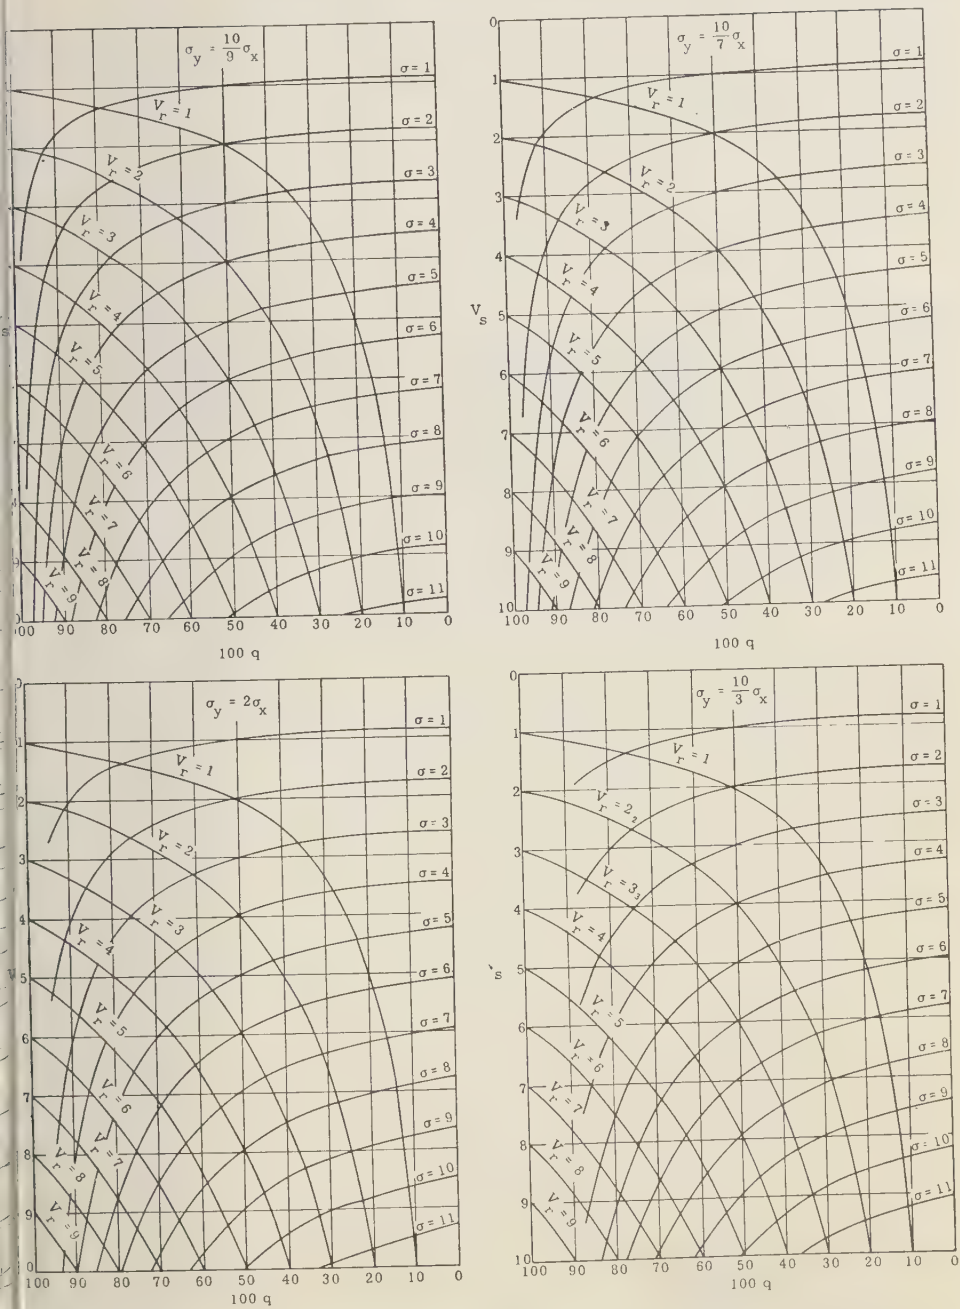 σy = 10/9 σx
σ = 1
Vr = 1
σ = 2
Vr = 2
σ = 3
Vr = 3
σ = 4
Vr = 4
σ = 5
Vr = 5
σ = 6
σ = 7
Vr = 6
σ = 8
Vr = 7
σ = 9
Vr = 8
σ = 10
Vr = 9
σ = 11
90 80 70 60 50 40 30 20 10 0
100 q
0
σy = 10/7 σx
σ = 1
1
Vr = 1
σ = 2
2
Vr = 2
σ = 3
3
Vr = 3
σ = 4
4
Vr = 4
σ = 5
Vs
5
Vr = 5
σ = 6
6
σ = 7
Vr = 6
7
σ = 8
8
Vr = 7
σ = 9
Vr = 8
σ = 10
9
Vr = 9
σ = 11
10
100 90 80 70 60 50 40 30 20 10 0
100 q
σy = 2σx
σ = 1
1
Vr = 1
σ = 2
2
Vr = 2
σ = 3
3
σ = 4
Vr = 3
4
Vr = 4
σ = 5
5
σ = 6
Vr = 5
6
σ = 7
Vr = 6
σ = 8
7
Vr = 7
σ = 9
8
Vr = 8
σ = 10
9
Vr = 9
σ = 11
0
100 90 80 70 60 50 40 30 20 10 0
100 q
0
σy = 10/3 σx
σ = 1
1
Vr = 1
σ = 2
2
Vr = 2 2
σ = 3
3
Vr = 3 3
σ = 4
4
Vr = 4
σ = 5
s
5
σ = 6
Vr = 5
6
σ = 7
Vr = 6
σ = 8
7
Vr = 7
σ = 9
8
Vr = 8
σ = 10
9
Vr = 9
σ = 11
10
100 90 80 70 60 50 40 30 20 10 0
100 q